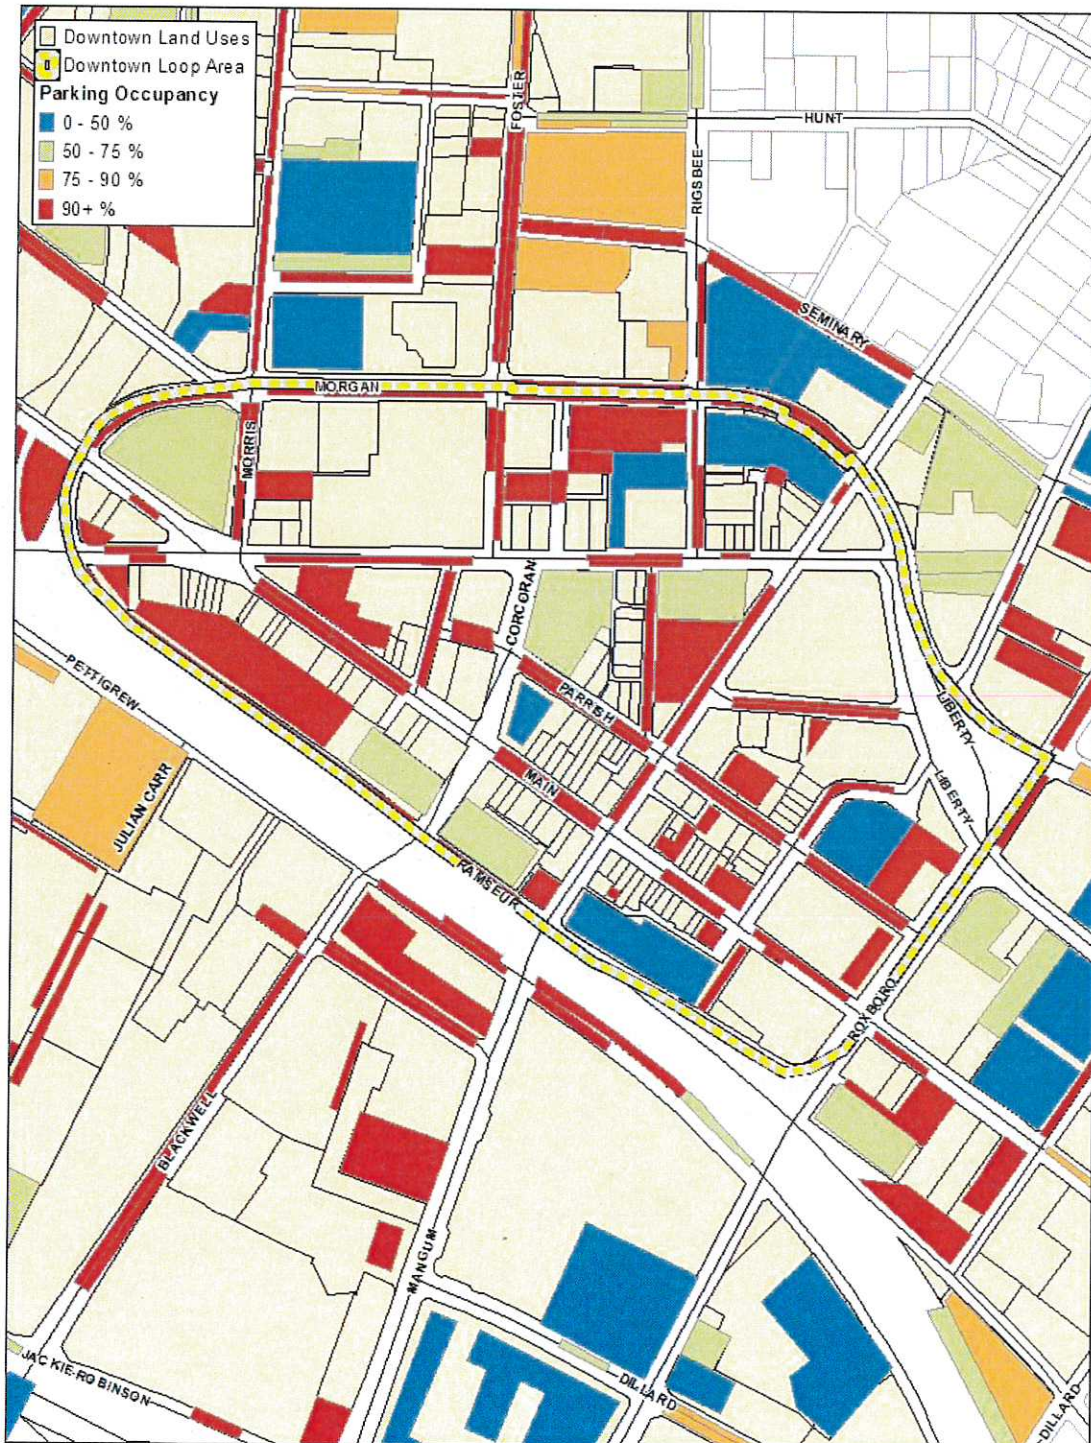 Downtown Land Uses
Downtown Loop Area
Parking Occupancy
0 - 50 %
50 - 75 %
75 - 90 %
90+ %
FOSTER
HUNT
RIGSBEE
SEMINARY
MORGAN
MORRIS
CORCORAN
PETTIGREW
PARRISH
LIBERTY
LIBERTY
MAIN
JULIAN CARR
RAMSEUR
ROXBORO
BLACKWELL
MANGUM
JACKIE ROBINSON
DILLARD
DILLARD